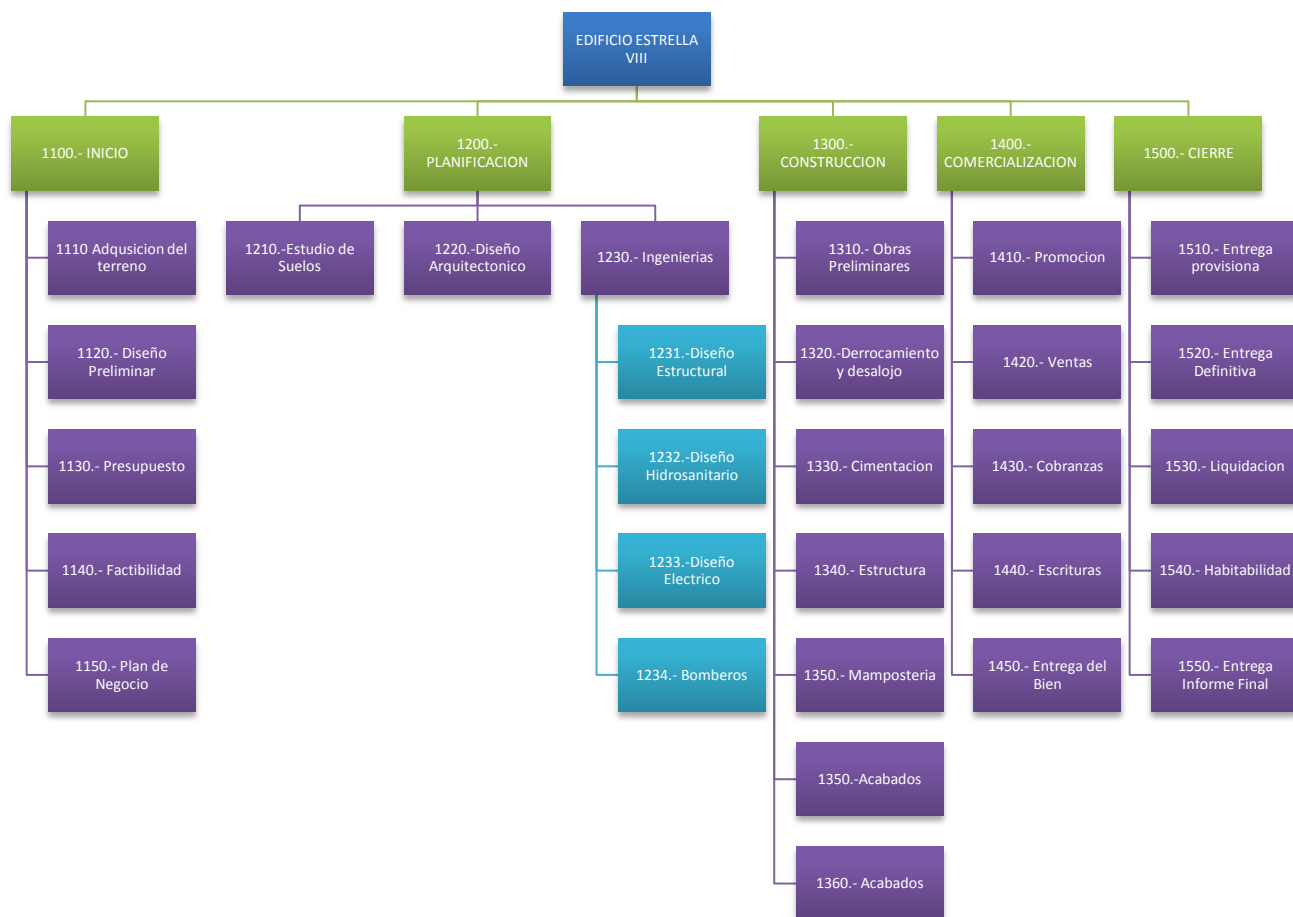 EDIFICIO ESTRELLA
VIII
1100.- INICIO
1200.-
PLANIFICACION
1300.-
CONSTRUCCION
1400.-
COMERCIALIZACION
1500.- CIERRE
1110 Adqusicion del
terreno
1120.- Diseño
Preliminar
1130.- Presupuesto
1140.- Factibilidad
1150.- Plan de
Negocio
1210.-Estudio de
Suelos
1220.-Diseño
Arquitectonico
1230.- Ingenierias
1231.-Diseño
Estructural
1232.-Diseño
Hidrosanitario
1233.-Diseño
Electrico
1234.- Bomberos
1310.- Obras
Preliminares
1320.-Derrocamiento
y desalojo
1330.- Cimentacion
1340.- Estructura
1350.- Mamposteria
1350.-Acabados
1360.- Acabados
1410.- Promocion
1420.- Ventas
1430.- Cobranzas
1440.- Escrituras
1450.- Entrega del
Bien
1510.- Entrega
provisiona
1520.- Entrega
Definitiva
1530.- Liquidacion
1540.- Habitabilidad
1550.- Entrega
Informe Final